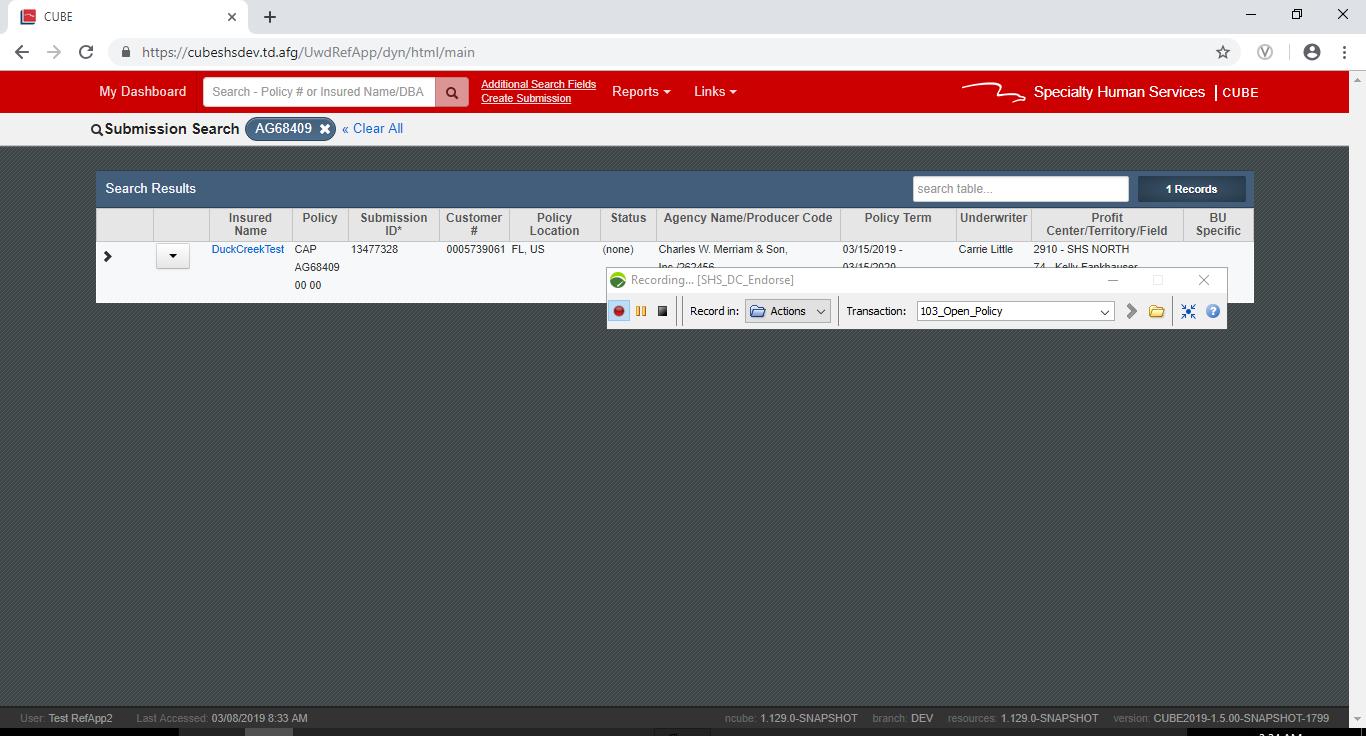 CUBE
https://cubeshsdev.td.afg/UwdRefApp/dyn/html/main
My Dashboard
Search - Policy # or Insured Name/DBA
Additional Search Fields
Create Submission
Reports
Links
Specialty Human Services | CUBE
Submission Search
AG68409
« Clear All
Search Results
search table...
1 Records
Insured Name
Policy
Submission ID*
Customer #
Policy Location
Status
Agency Name/Producer Code
Policy Term
Underwriter
Profit Center/Territory/Field
BU Specific
DuckCreekTest
CAP AG68409 00 00
13477328
0005739061
FL, US
(none)
Charles W. Merriam & Son,
Inc./262456
03/15/2019 -
03/15/2020
Carrie Little
2910 - SHS NORTH
74 - Kelly Fankhauser
Recording... [SHS_DC_Endorse]
Record in:
Actions
Transaction:
103_Open_Policy
User: Test RefApp2
Last Accessed: 03/08/2019 8:33 AM
ncube: 1.129.0-SNAPSHOT
branch: DEV
resources: 1.129.0-SNAPSHOT
version: CUBE2019-1.5.00-SNAPSHOT-1799